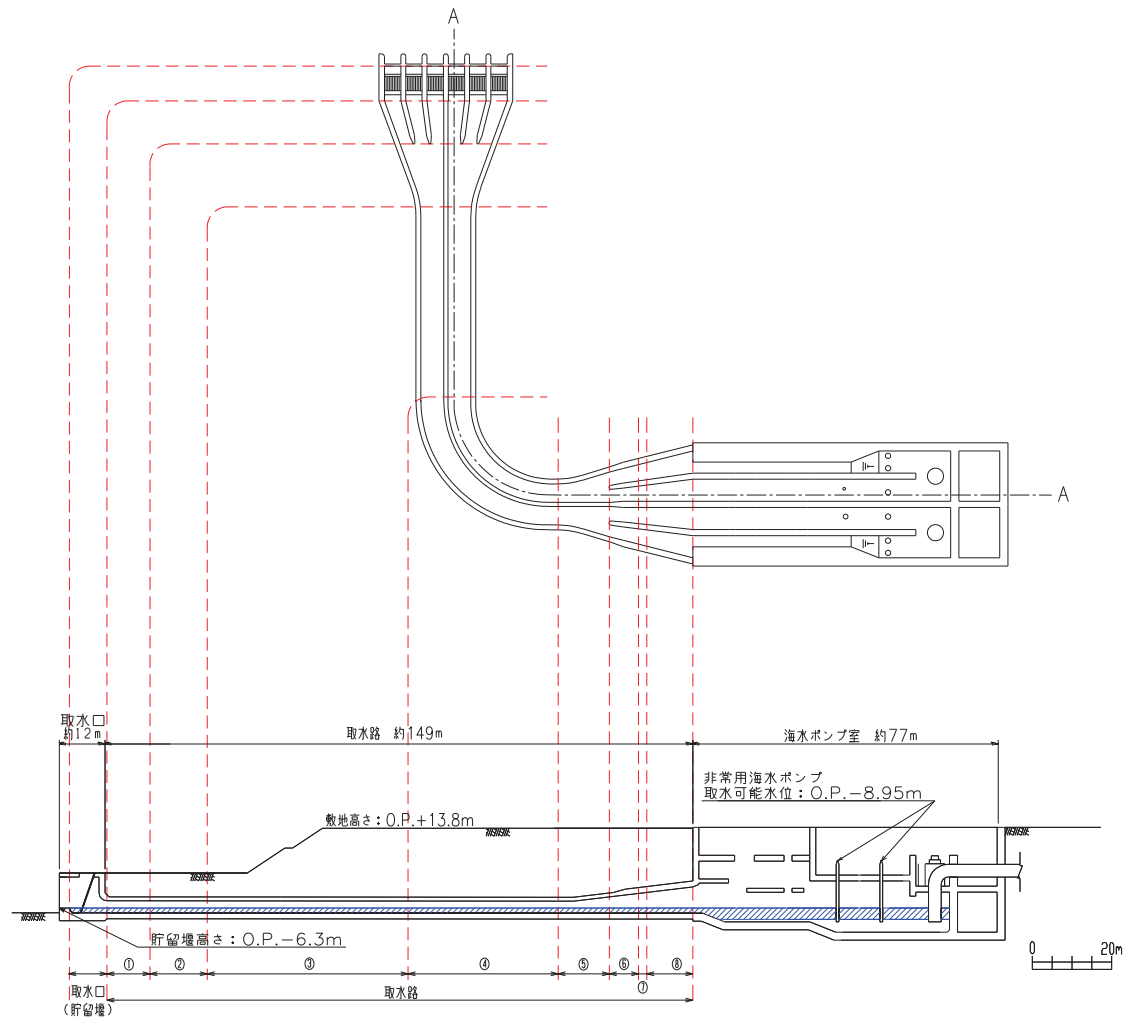 A
A
取水口
約12m
取水路 約149m
海水ポンプ室 約77m
非常用海水ポンプ
取水可能水位：O.P.−8.95m
敷地高さ：O.P.+13.8m
貯留堰高さ：O.P.−6.3m
0 20m
① ② ③ ④ ⑤ ⑥ ⑦ ⑧
取水口
(貯留堰)
取水路